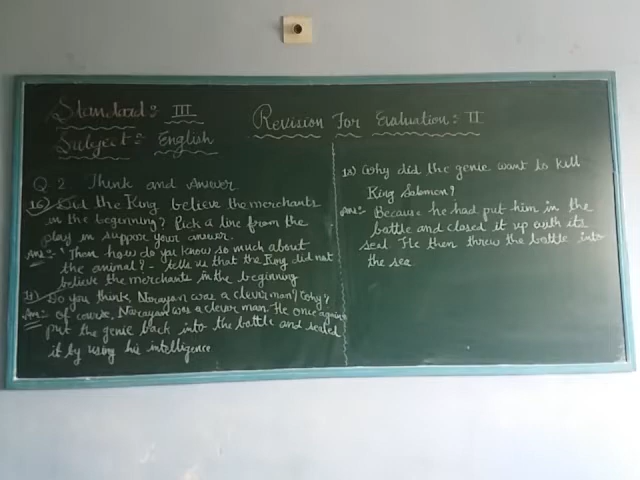 Standard: III
Subject: English
Revision For Evaluation: II
Q.2. Think and answer
16) Did the King believe the merchants
in the beginning? Pick a line from the
play in suppor your answer.
Ans:- "Then how do you know so much about
the animal? - tells us that the King did not
believe the merchants in the beginning
17) Do you think, Narayan was a clever man? Why?
Ans:- Of course, Narayan was a clever man. He once again
put the genie back into the bottle and sealed
it by using his intelligence
18) Why did the genie want to kill
King Solomon?
Ans:- Because he had put him in the
bottle and closed it up with its
seal He then threw the bottle into
the sea